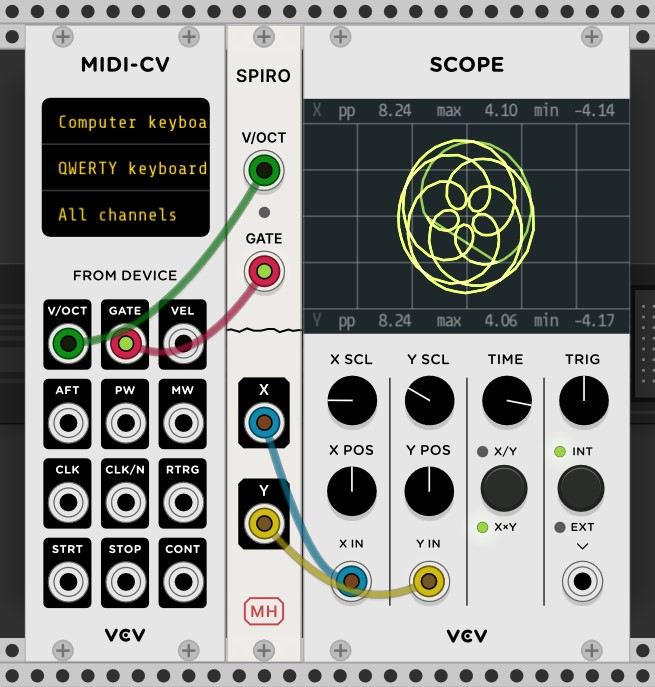 MIDI-CV
Computer keyboa
QWERTY keyboard
All channels
FROM DEVICE
V/OCT GATE VEL
AFT PW MW
CLK CLK/N RTRG
STRT STOP CONT
VCV
SPIRO
V/OCT
GATE
X
Y
MH
SCOPE
X pp 8.24 max 4.10 min -4.14
Y pp 8.24 max 4.06 min -4.17
X SCL Y SCL TIME TRIG
X POS Y POS
X/Y
X×Y
INT
EXT
X IN Y IN
VCV